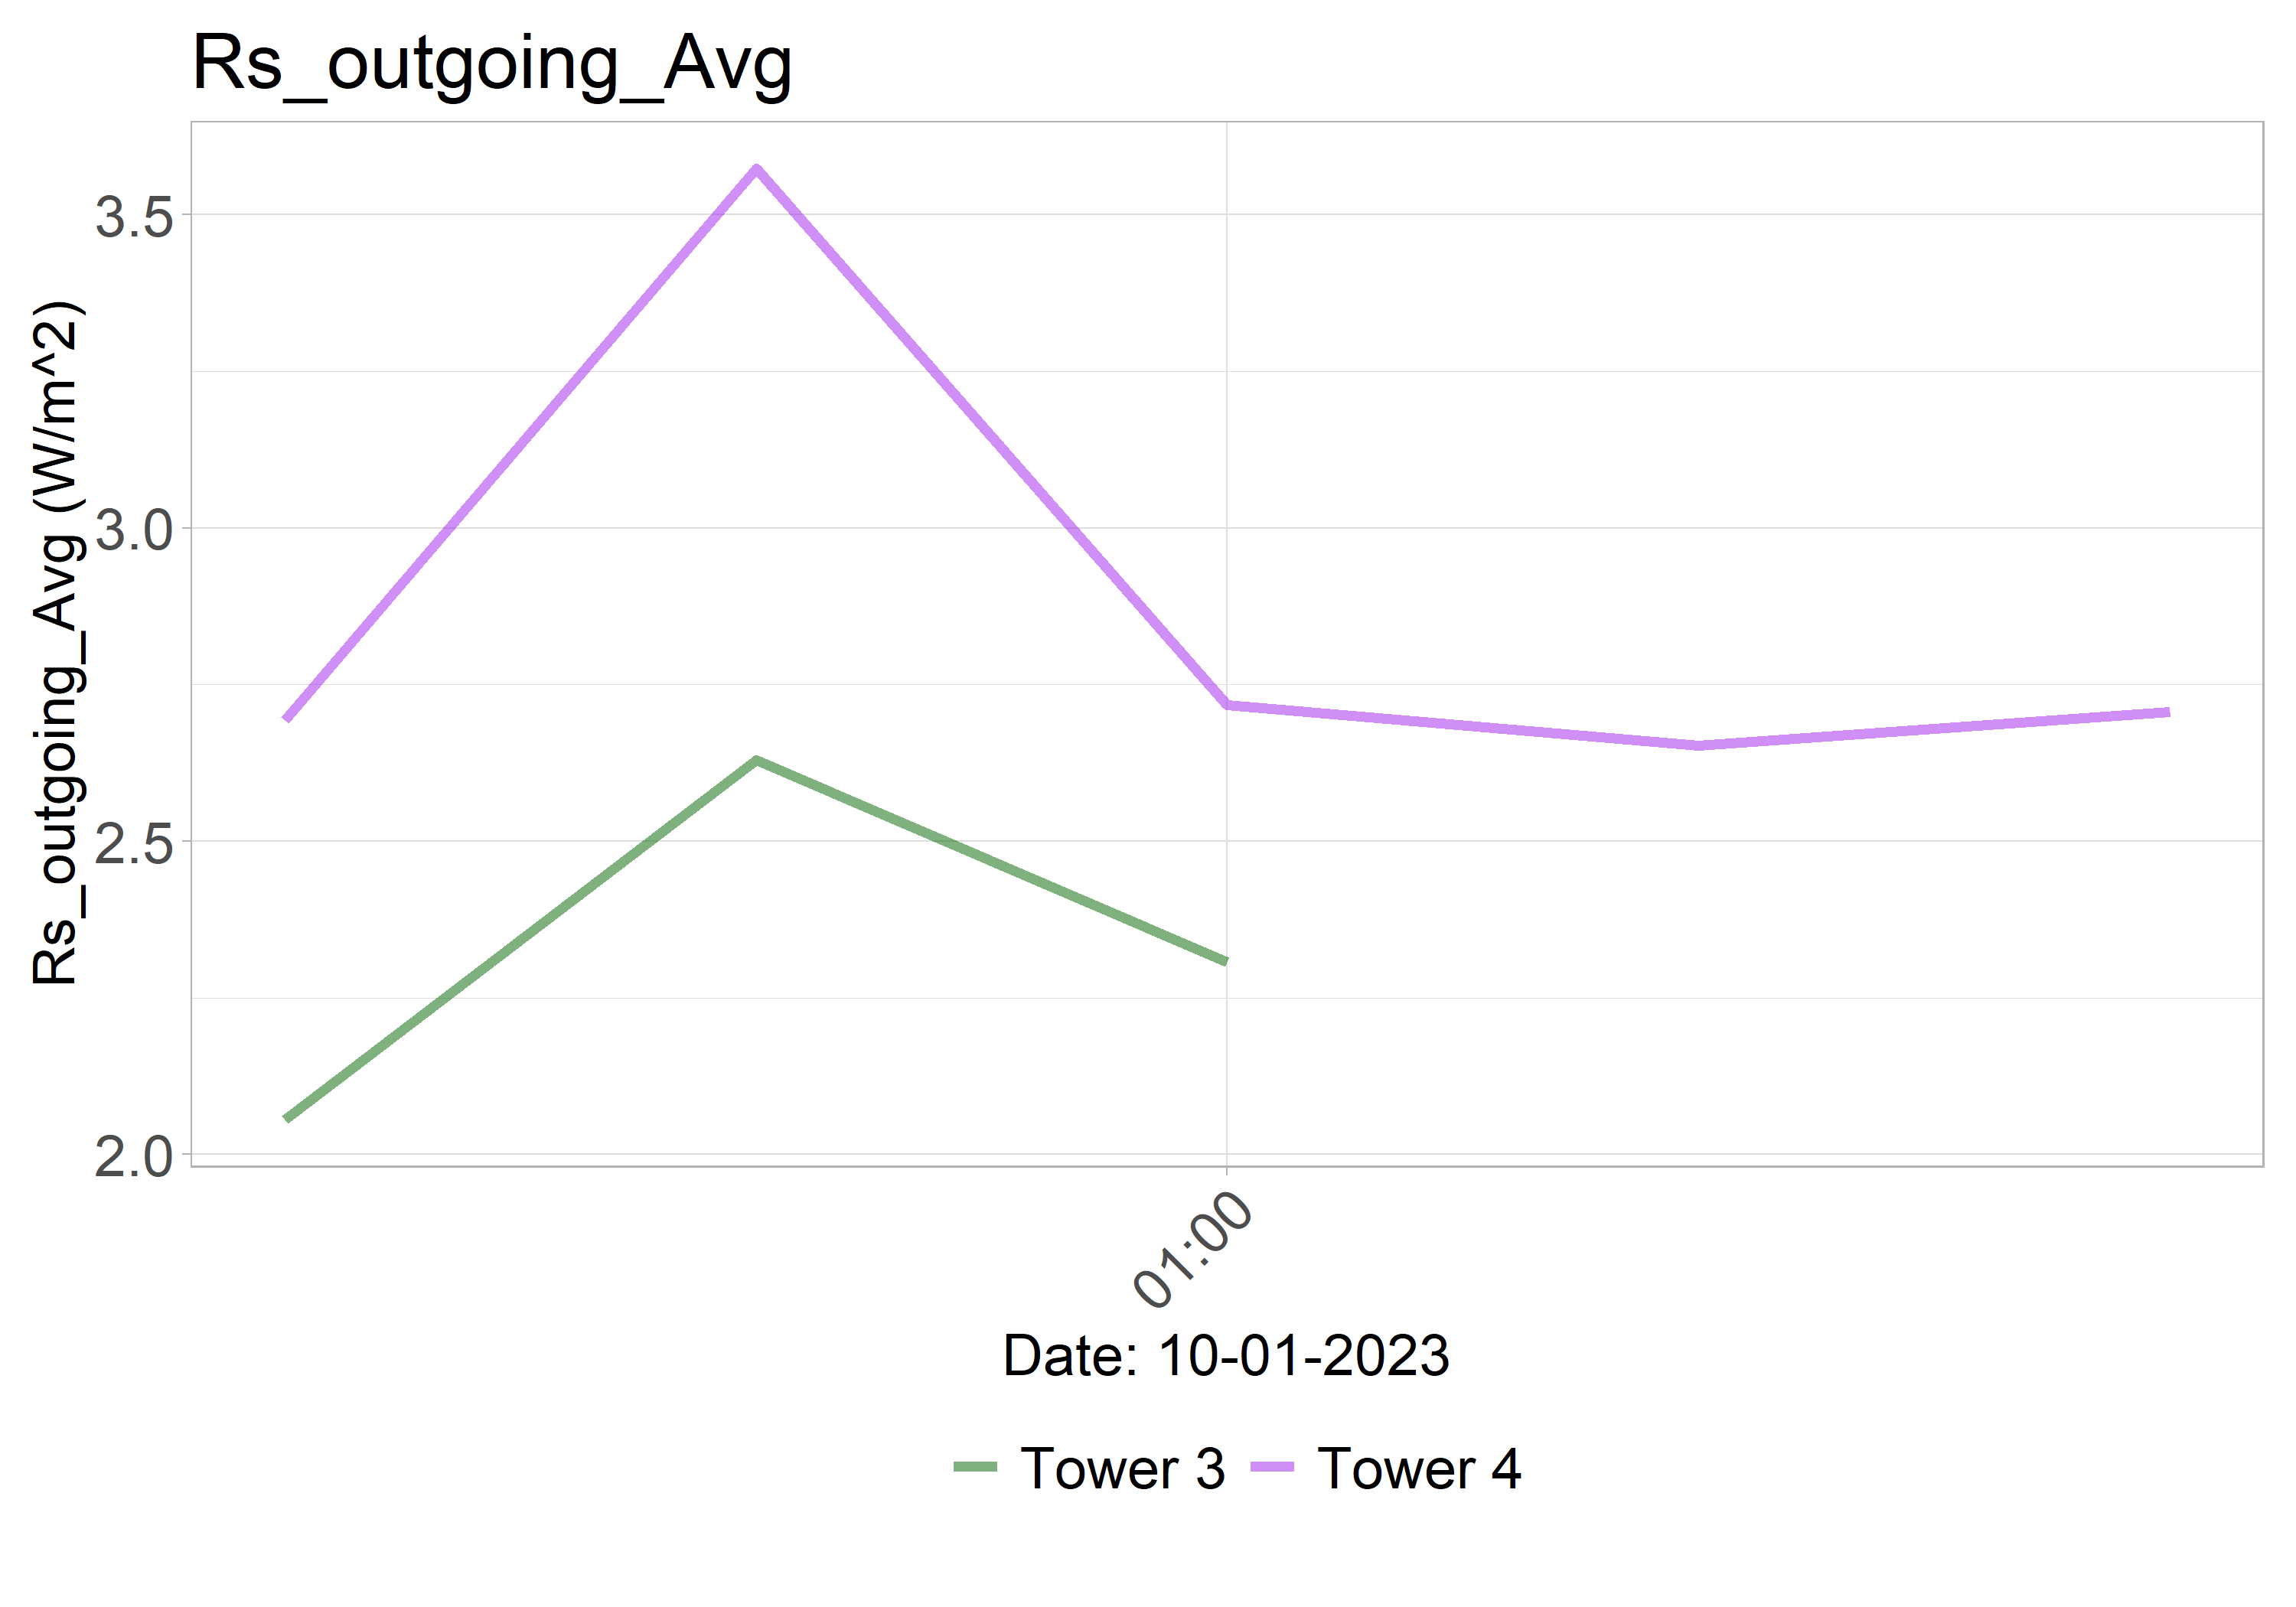 Rs_outgoing_Avg
Rs_outgoing_Avg (W/m^2)
3.5
3.0
2.5
2.0
01:00
Date: 10-01-2023
Tower 3 Tower 4